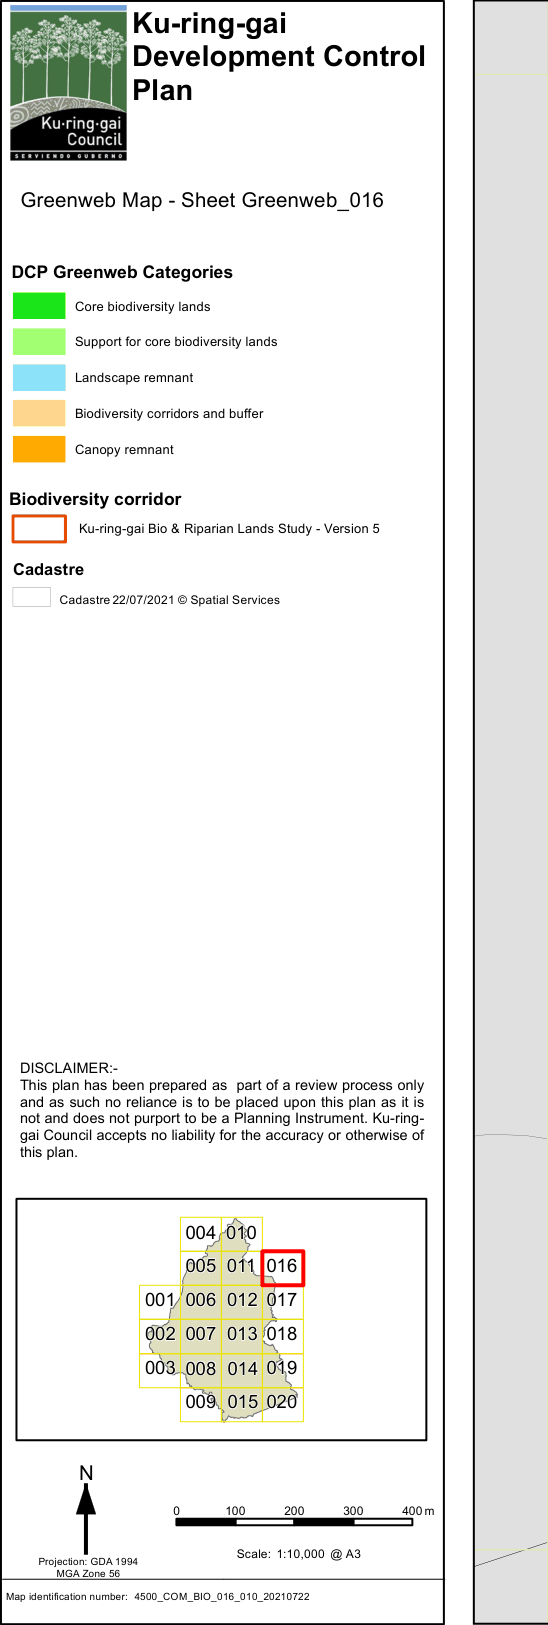 Ku-ring-gai
Development Control
Plan
Ku·ring·gai
Council
SERVIENDO GUBERNO
Greenweb Map - Sheet Greenweb_016
DCP Greenweb Categories
Core biodiversity lands
Support for core biodiversity lands
Landscape remnant
Biodiversity corridors and buffer
Canopy remnant
Biodiversity corridor
Ku-ring-gai Bio & Riparian Lands Study - Version 5
Cadastre
Cadastre 22/07/2021 © Spatial Services
DISCLAIMER:-
This plan has been prepared as part of a review process only
and as such no reliance is to be placed upon this plan as it is
not and does not purport to be a Planning Instrument. Ku-ring-
gai Council accepts no liability for the accuracy or otherwise of
this plan.
004 010
005 011 016
001 006 012 017
002 007 013 018
003 008 014 019
009 015 020
N
0 100 200 300 400 m
Scale: 1:10,000 @ A3
Projection: GDA 1994
MGA Zone 56
Map identification number: 4500_COM_BIO_016_010_20210722